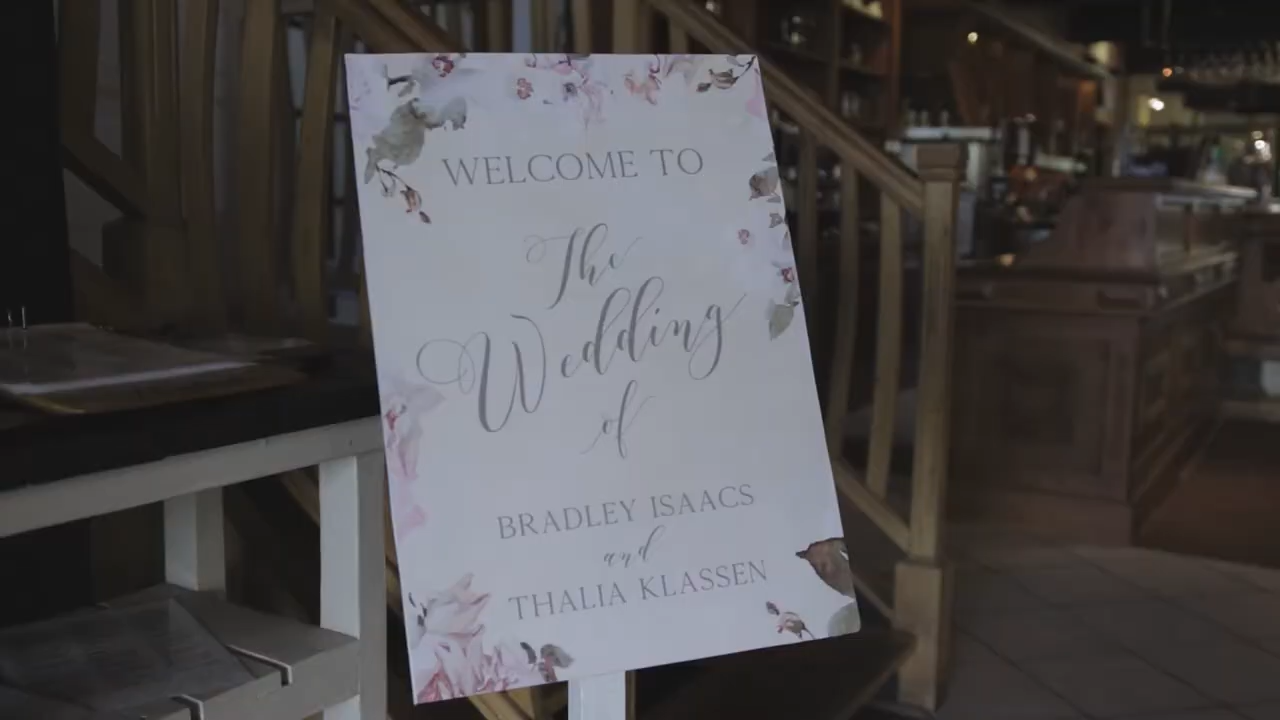 WELCOME TO
The
Wedding
of
BRADLEY ISAACS
and
THALIA KLASSEN